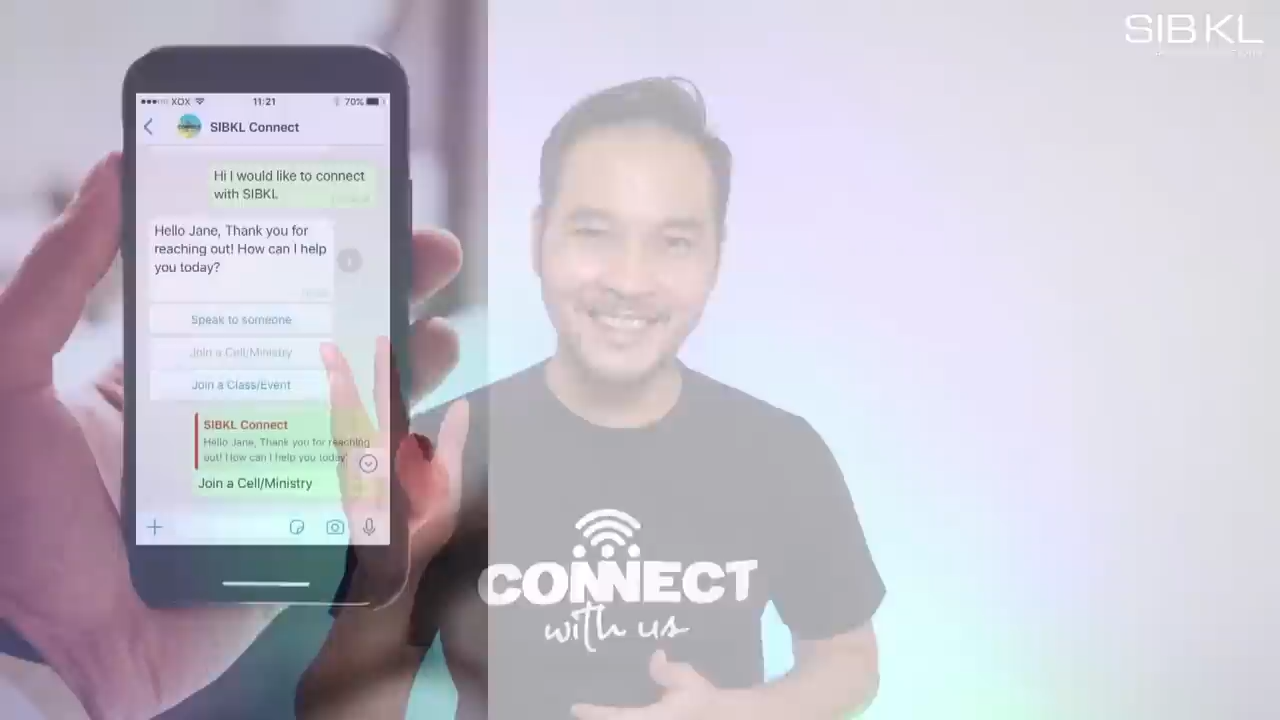 SIBKL
XOX
11:21
70%
SIBKL Connect
Hi I would like to connect
with SIBKL
Hello Jane, Thank you for
reaching out! How can I help
you today?
Speak to someone
Join a Cell/Ministry
Join a Class/Event
SIBKL Connect
Hello Jane, Thank you for reaching
out! How can I help you today?
Join a Cell/Ministry
CONNECT
with us